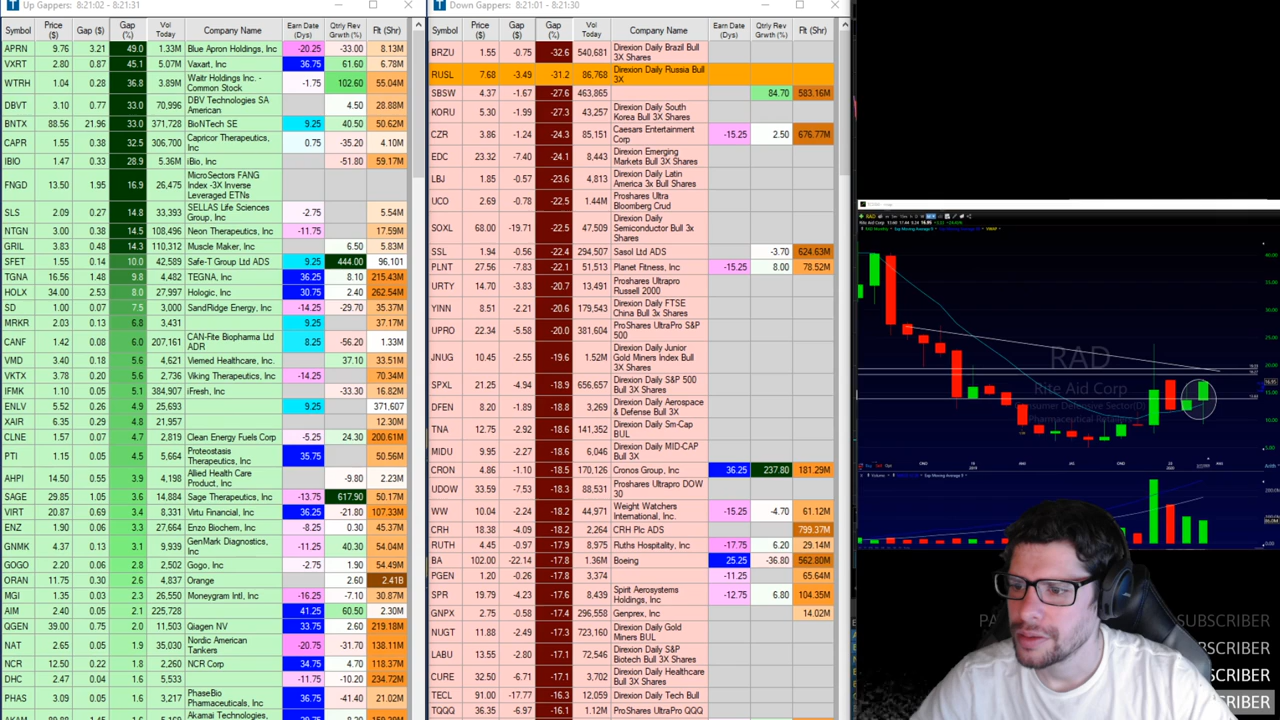 Up Gappers: 8:21:02 - 8:21:31
Symbol Price ($) Gap ($) Gap (%) Vol Today Company Name Earn Date (Dys) Qtrly Rev Grwth (%) Flt (Shr)
APRN 9.76 3.21 49.0 1.33M Blue Apron Holdings, Inc -20.25 -33.00 8.13M
VXRT 2.80 0.87 45.1 5.07M Vaxart, Inc 36.75 61.60 6.78M
WTRH 1.04 0.28 36.8 3.89M Waitr Holdings Inc. - Common Stock -1.75 102.60 55.04M
DBVT 3.10 0.77 33.0 70,996 DBV Technologies SA American 4.50 28.88M
BNTX 88.56 21.96 33.0 371,728 BioNTech SE 9.25 40.50 50.62M
CAPR 1.55 0.38 32.5 306,700 Capricor Therapeutics, Inc 0.75 -35.20 4.10M
IBIO 1.47 0.33 28.9 5.36M iBio, Inc -51.80 59.17M
FNGD 13.50 1.95 16.9 26,475 MicroSectors FANG Index -3X Inverse Leveraged ETNs
SLS 2.09 0.27 14.8 33,393 SELLAS Life Sciences Group, Inc -2.75 5.54M
NTGN 3.00 0.38 14.5 Neon Therapeutics, Inc -11.75 17.59M
GRIL 3.83 0.48 14.3 110,312 Muscle Maker, Inc 6.50 5.83M
SFET 1.55 0.14 10.0 2,589 Safe-T Group Ltd ADS 9.25 444.00 96,101
TGNA 16.56 1.48 9.8 4,482 TEGNA, Inc 36.25 8.10 215.43M
HOLX 34.00 2.53 8.0 27,997 Hologic, Inc 30.75 2.40 262.54M
SD 1.00 0.07 7.5 3,000 SandRidge Energy, Inc -14.25 -29.70 35.37M
MRKR 2.03 0.13 6.8 3,431 9.25 37.17M
CANF 1.42 0.08 6.0 207,161 CAN-Fite Biopharma Ltd ADR 8.25 -56.20 1.33M
VMD 3.40 0.18 5.6 4,621 Viemed Healthcare, Inc. 37.10 33.51M
VKTX 3.78 0.20 5.6 2,736 Viking Therapeutics, Inc -14.25 70.34M
IFMK 1.10 0.05 5.1 384,907 iFresh, Inc -33.30 16.82M
ENLV 5.52 0.26 4.9 25,693 9.25 371,607
XAIR 6.35 0.29 4.8 21,957
CLNE 1.57 0.07 4.7 2,819 Clean Energy Fuels Corp -5.25 24.30 200.61M
PTI 1.15 0.05 4.5 5,664 Proteostasis Therapeutics, Inc 35.75 50.56M
AHPI 14.50 0.55 3.9 4,198 Allied Health Care Product, Inc -9.80 2.23M
SAGE 29.85 1.05 3.6 14,884 Sage Therapeutics, Inc -13.75 617.90 50.17M
VIRT 20.87 0.69 3.4 8,331 Virtu Financial, Inc 36.25 -21.80 107.33M
ENZ 1.90 0.06 3.3 27,664 Enzo Biochem, Inc -8.25 0.30 45.37M
GNMK 4.37 0.13 3.1 9,939 GenMark Diagnostics, Inc -11.25 40.30 54.04M
GOGO 2.20 0.06 2.8 2,502 Gogo, Inc -2.75 1.90 54.49M
ORAN 11.75 0.30 2.6 4,837 Orange 2.60 2.41B
MGI 1.35 0.03 2.3 2,550 Moneygram Intl, Inc -16.25 -7.10 30.87M
AIM 2.40 0.05 2.1 225,728 41.25 60.50 2.30M
QGEN 39.00 0.75 2.0 11,503 Qiagen NV 33.75 2.60 219.18M
NAT 2.65 0.05 1.9 30,030 Nordic American Tankers -20.75 -31.70 138.11M
NCR 12.50 0.22 1.8 2,260 NCR Corp 34.75 4.70 118.37M
DHC 2.47 0.04 1.6 6,533 -11.75 -10.20 234.72M
PHAS 3.09 0.05 1.6 1,217 PhaseBio Pharmaceuticals, Inc 36.75 -41.40 21.02M
Akamai Technologies,
Down Gappers: 8:21:01 - 8:21:30
Symbol Price ($) Gap ($) Gap (%) Vol Today Company Name Earn Date (Dys) Qtrly Rev Grwth (%) Flt (Shr)
BRZU 1.55 -0.75 -32.6 540,681 Direxion Daily Brazil Bull 3X Shares
RUSL 7.68 -3.49 -31.2 86,768 Direxion Daily Russia Bull 3X
SBSW 4.37 -1.67 -27.6 463,865 84.70 583.16M
KORU 5.30 -1.99 -27.3 43,257 Direxion Daily South Korea Bull 3X Shares
CZR 3.86 -1.24 -24.3 85,151 Caesars Entertainment Corp -15.25 2.50 676.77M
EDC 23.32 -7.40 -24.1 8,443 Direxion Emerging Markets Bull 3X Shares
LBJ 1.85 -0.57 -23.6 4,813 Direxion Daily Latin America 3x Bull Shares
UCO 2.69 -0.78 -22.5 1.44M Proshares Ultra Bloomberg Crud
SOXL -22.5 47,509 Direxion Daily Semiconductor Bull 3x Shares
SSL 1.94 -0.56 -22.4 294,507 Sasol Ltd ADS -3.70 624.63M
PLNT 27.56 -7.83 -22.1 51,513 Planet Fitness, Inc -15.25 8.00 78.52M
URTY 14.70 -3.83 -20.7 13,491 Proshares Ultrapro Russell 2000
YINN 8.51 -2.21 -20.6 179,543 Direxion Daily FTSE China Bull 3x Shares
UPRO 22.34 -5.58 -20.0 381,604 ProShares UltraPro S&P 500
JNUG 10.45 -2.55 -19.6 1.52M Direxion Daily Junior Gold Miners Index Bull 3X
SPXL 21.25 -4.94 -18.9 656,657 Direxion Daily S&P 500 Bull 3X Shares
DFEN 8.20 -1.90 -18.8 3,269 Direxion Daily Aerospace & Defense Bull 3X
TNA 12.75 -2.92 -18.6 141,352 Direxion Daily Sm-Cap BUL
MIDU -2.96 -18.6 6,046 Direxion Daily MID-CAP Bull 3X Shares
CRON 4.86 -1.10 -18.5 170,126 Cronos Group, Inc 36.25 237.80 181.29M
UDOW 33.55 -7.50 -18.3 88,531 Proshares Ultrapro DOW 30
WW 10.04 -2.24 -18.2 44,971 Weight Watchers International, Inc. -15.25 -4.70 61.12M
CRH 18.38 -4.09 -18.2 2,264 CRH Plc ADS 799.37M
RUTH 4.45 -0.97 -17.9 8,975 Ruths Hospitality, Inc -17.75 6.20 29.14M
BA 102.00 -22.14 -17.8 1.36M Boeing 25.25 -36.80 562.80M
PGEN 1.20 -0.26 -17.8 3,374 -11.25 65.64M
SPR 19.79 -4.23 -17.6 8,439 Spirit Aerosystems Holdings, Inc -12.75 6.80 104.35M
GNPX 2.75 -0.58 -17.4 296,558 Genprex, Inc 14.02M
NUGT 11.88 -2.49 -17.3 723,160 Direxion Daily Gold Miners BUL
LABU 13.55 -2.80 -17.1 72,546 Direxion Daily S&P Biotech Bull 3X Shares
CURE 32.50 -6.71 -17.1 3,702 Direxion Daily Healthcare Bull 3X Shares
TECL 91.00 -17.77 -16.3 12,059 Direxion Daily Tech Bull
TQQQ 36.35 -6.97 -16.1 1.12M ProShares UltraPro QQQ
RAD
Rite Aid Corp
RAD
Rite Aid Corp
SUBSCRIBER
SUBSCRIBER
SUBSCRIBER
SUBSCRIBER